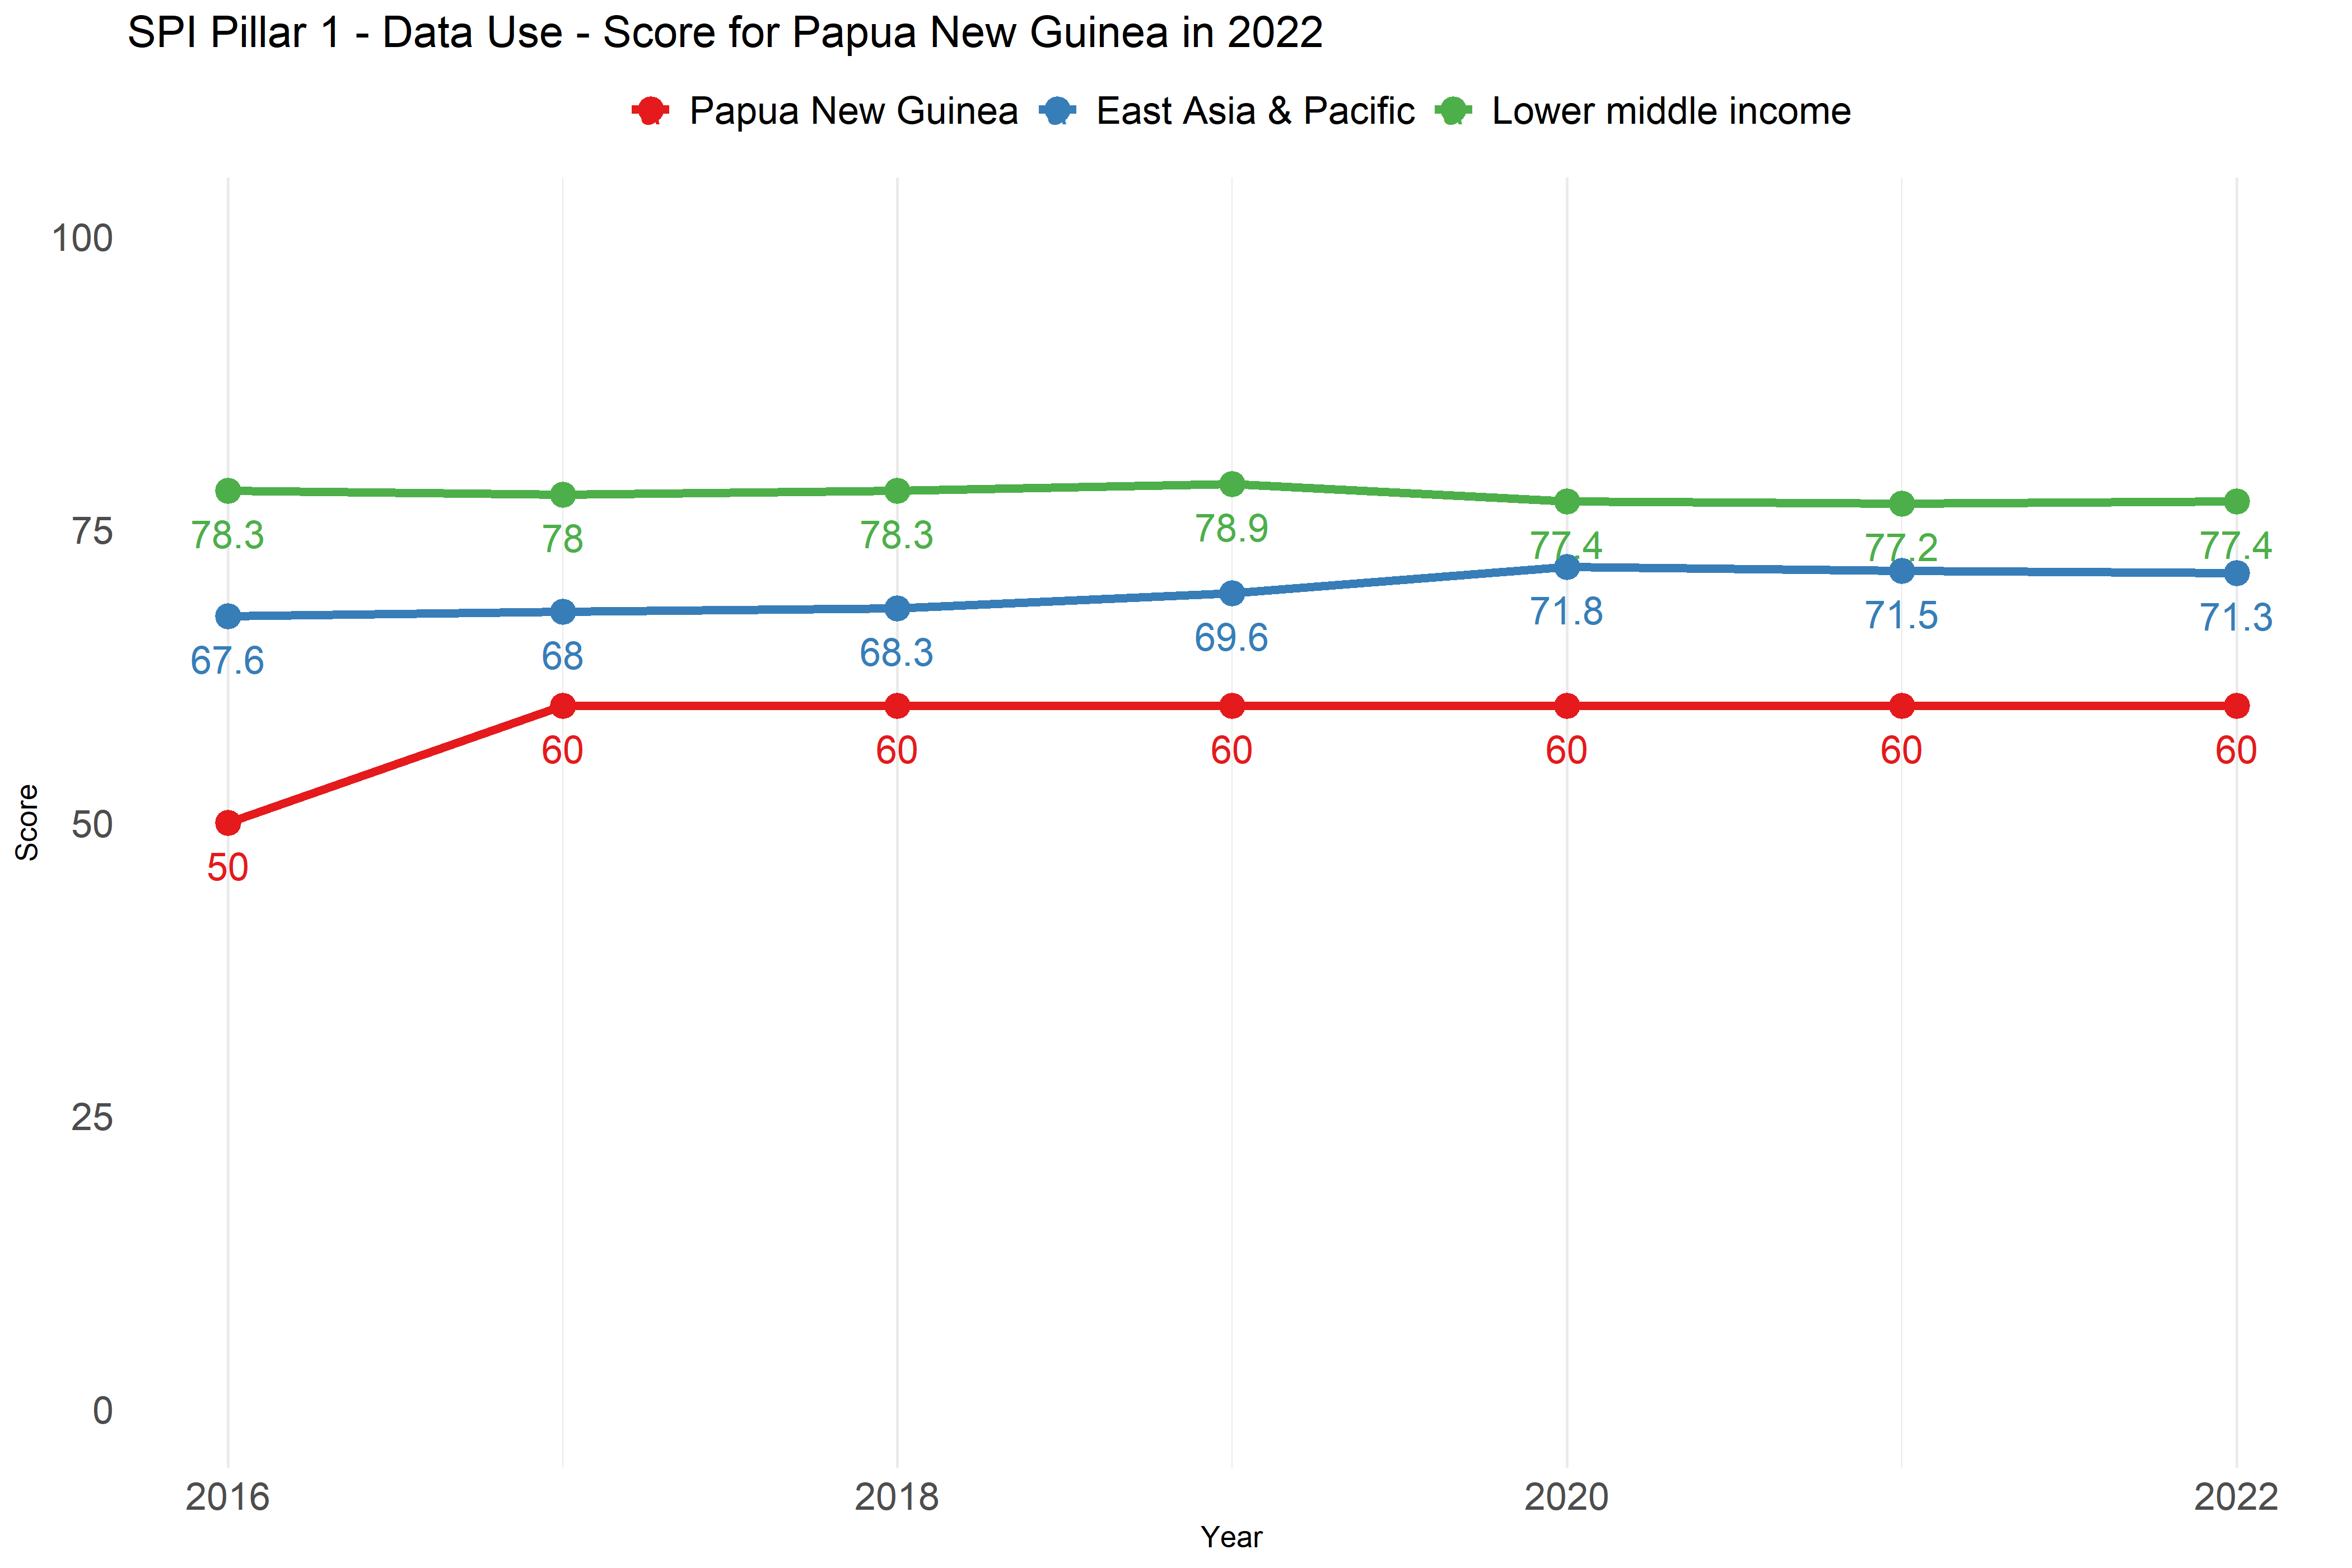 SPI Pillar 1 - Data Use - Score for Papua New Guinea in 2022
Papua New Guinea East Asia & Pacific Lower middle income
100
75
50
25
0
Score
78.3 78 78.3 78.9 77.4 77.2 77.4
67.6 68 68.3 69.6 71.8 71.5 71.3
50 60 60 60 60 60 60
2016 2018 2020 2022
Year